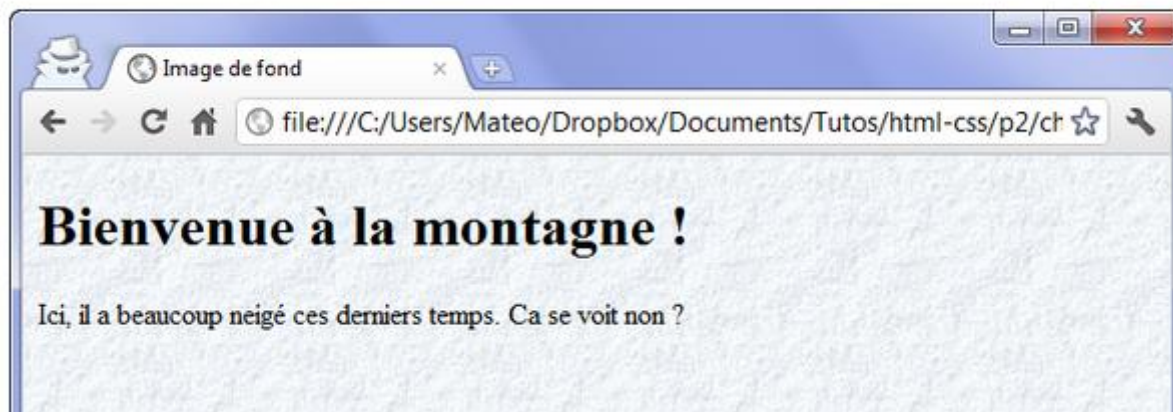 Image de fond
file:///C:/Users/Mateo/Dropbox/Documents/Tutos/html-css/p2/ch
Bienvenue à la montagne !
Ici, il a beaucoup neigé ces derniers temps. Ca se voit non ?